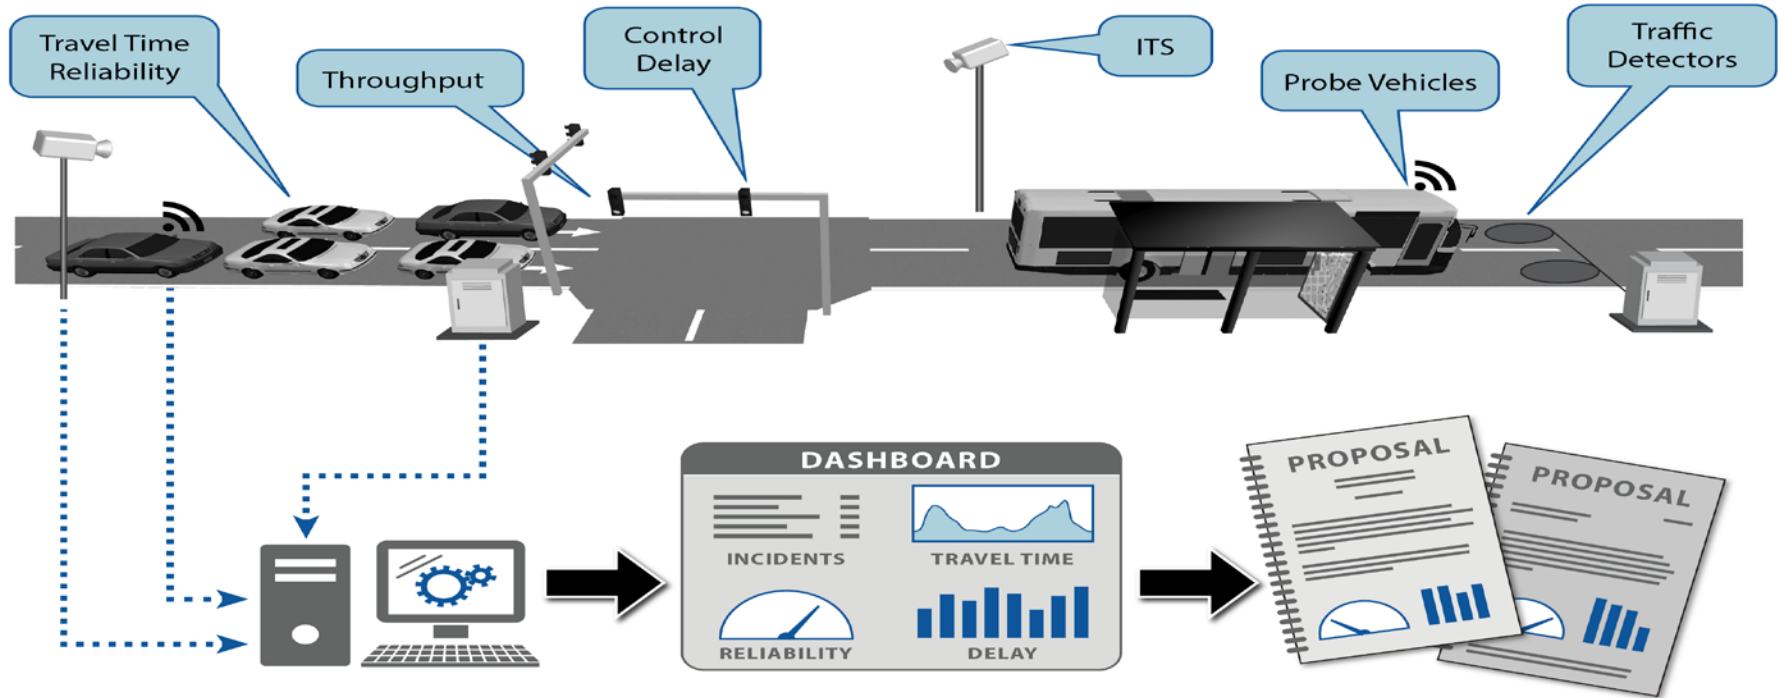 Travel Time
Reliability
Throughput
Control
Delay
ITS
Probe Vehicles
Traffic
Detectors
DASHBOARD
INCIDENTS
TRAVEL TIME
RELIABILITY
DELAY
PROPOSAL
PROPOSAL